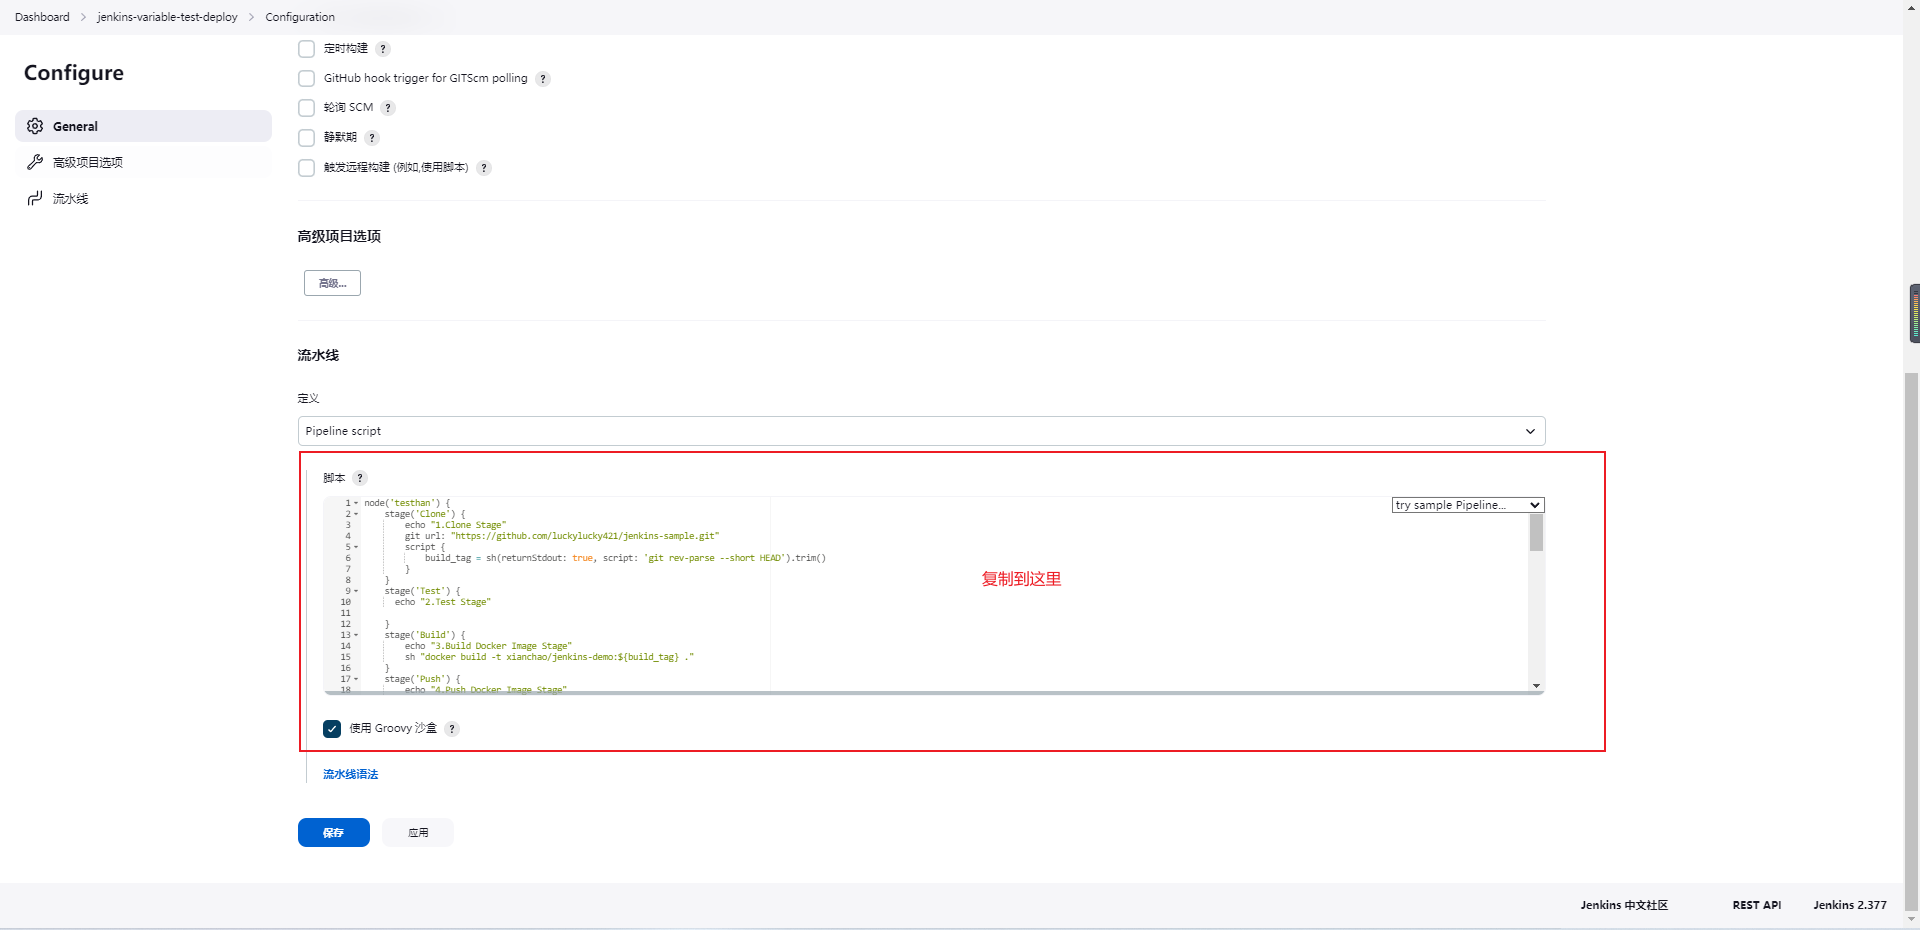 Dashboard > jenkins-variable-test-deploy > Configuration
Configure
General
高级项目选项
流水线
定时构建 ?
GitHub hook trigger for GITScm polling ?
轮询 SCM ?
静默期 ?
触发远程构建 (例如,使用脚本) ?
高级项目选项
高级...
流水线
定义
Pipeline script
脚本 ?
try sample Pipeline...
1 node('testhan') {
2 stage('Clone') {
3 echo "1.Clone Stage"
4 git url: "https://github.com/luckylucky421/jenkins-sample.git"
5 script {
6 build_tag = sh(returnStdout: true, script: 'git rev-parse --short HEAD').trim()
7 }
8 }
9 stage('Test') {
10 echo "2.Test Stage"
11
12 }
13 stage('Build') {
14 echo "3.Build Docker Image Stage"
15 sh "docker build -t xianchao/jenkins-demo:${build_tag} ."
16 }
17 stage('Push') {
18 echo "4.Push Docker Image Stage"
复制到这里
使用 Groovy 沙盒 ?
流水线语法
保存
应用
Jenkins 中文社区
REST API
Jenkins 2.377